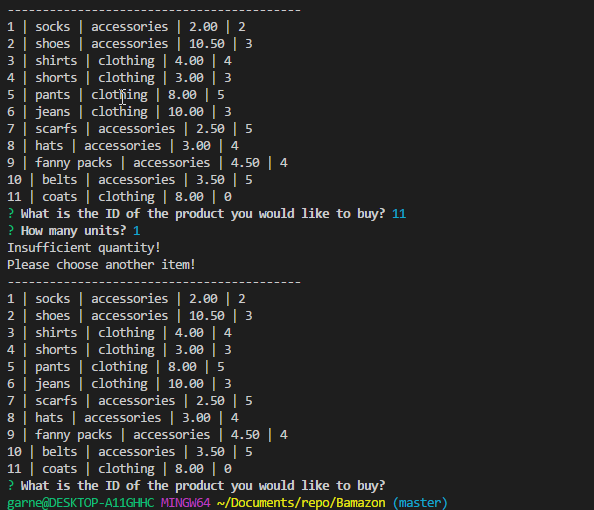 ------------------------------------------
1 | socks | accessories | 2.00 | 2
2 | shoes | accessories | 10.50 | 3
3 | shirts | clothing | 4.00 | 4
4 | shorts | clothing | 3.00 | 3
5 | pants | clothing | 8.00 | 5
6 | jeans | clothing | 10.00 | 3
7 | scarfs | accessories | 2.50 | 5
8 | hats | accessories | 3.00 | 4
9 | fanny packs | accessories | 4.50 | 4
10 | belts | accessories | 3.50 | 5
11 | coats | clothing | 8.00 | 0
? What is the ID of the product you would like to buy? 11
? How many units? 1
Insufficient quantity!
Please choose another item!
------------------------------------------
1 | socks | accessories | 2.00 | 2
2 | shoes | accessories | 10.50 | 3
3 | shirts | clothing | 4.00 | 4
4 | shorts | clothing | 3.00 | 3
5 | pants | clothing | 8.00 | 5
6 | jeans | clothing | 10.00 | 3
7 | scarfs | accessories | 2.50 | 5
8 | hats | accessories | 3.00 | 4
9 | fanny packs | accessories | 4.50 | 4
10 | belts | accessories | 3.50 | 5
11 | coats | clothing | 8.00 | 0
? What is the ID of the product you would like to buy?
garne@DESKTOP-A11GHHC MINGW64 ~/Documents/repo/Bamazon (master)